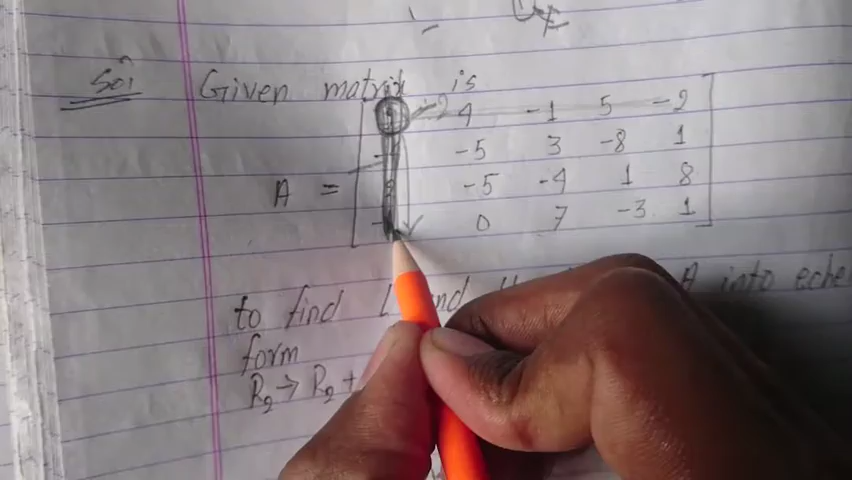 Sol Given matrix is
4 -1 5 -2
-5 3 -8 1
A = -5 -4 1 8
0 7 -3 1
to find L and A into eche
form
R2 → R2 +